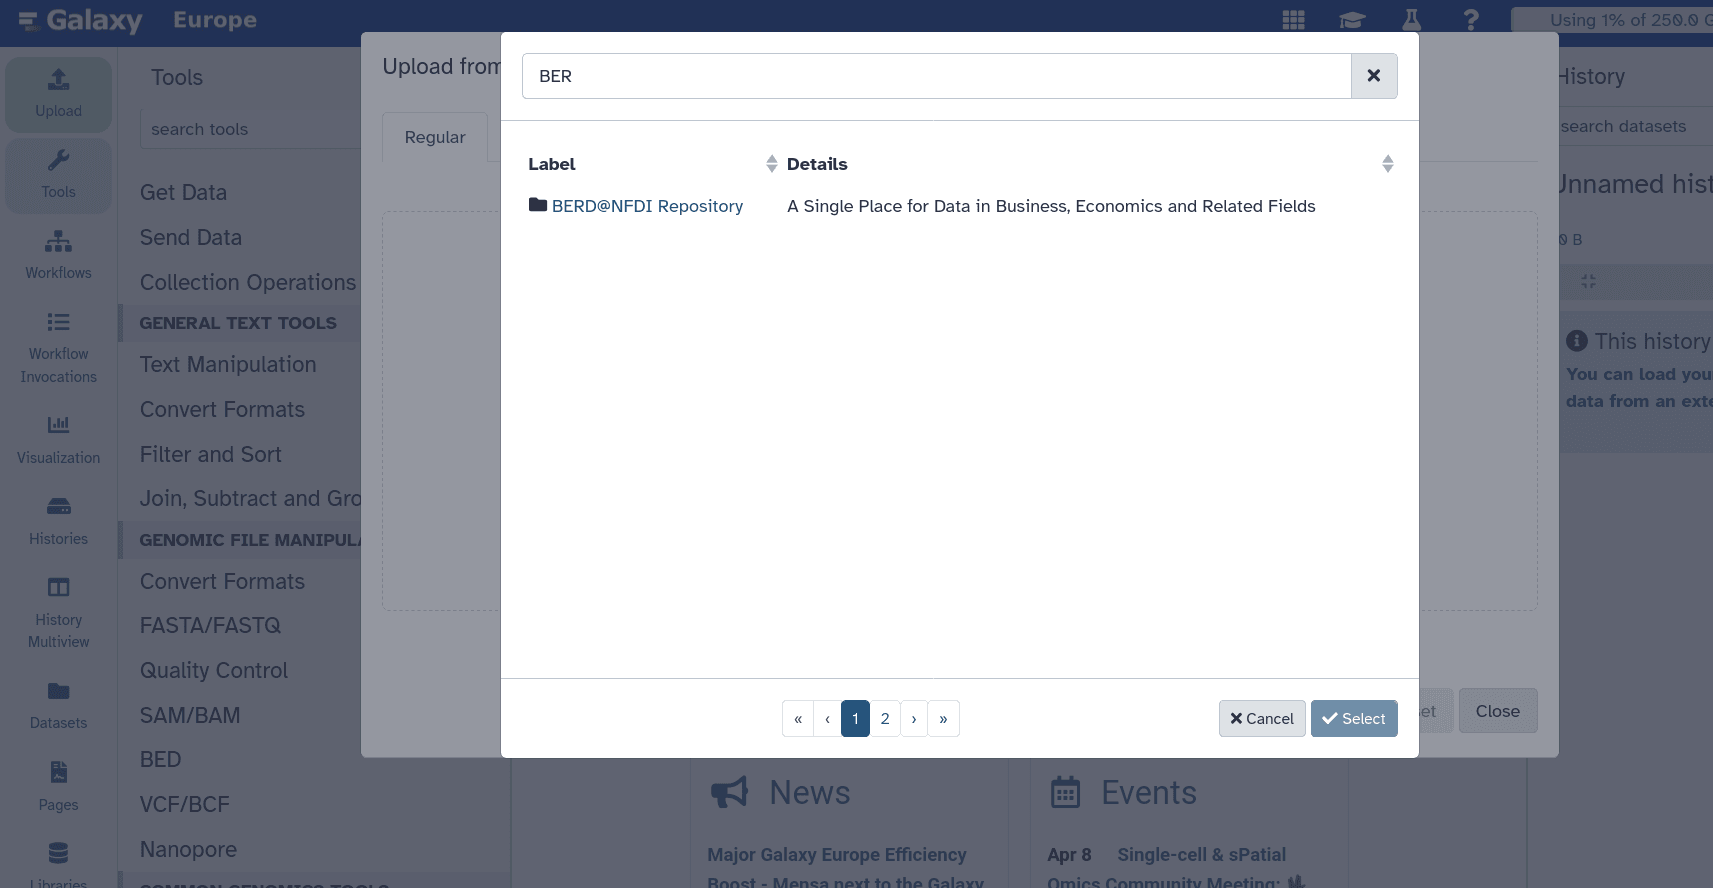 Galaxy Europe
Using 1% of 250.0 G
Upload
Tools
Workflows
Workflow
Invocations
Visualization
Histories
History
Multiview
Datasets
Pages
Libraries
Tools
search tools
Get Data
Send Data
Collection Operations
GENERAL TEXT TOOLS
Text Manipulation
Convert Formats
Filter and Sort
Join, Subtract and Gro
GENOMIC FILE MANIPULA
Convert Formats
FASTA/FASTQ
Quality Control
SAM/BAM
BED
VCF/BCF
Nanopore
COMMON GENOMICS TOOLS
Upload from
Regular
BER
Label Details
BERD@NFDI Repository A Single Place for Data in Business, Economics and Related Fields
« ‹ 1 2 › »
Cancel Select
et Close
News
Major Galaxy Europe Efficiency
Boost - Mensa next to the Galaxy
Events
Apr 8 Single-cell & sPatial
Omics Community Meeting:
History
search datasets
Unnamed hist
0 B
This history
You can load you
data from an exte